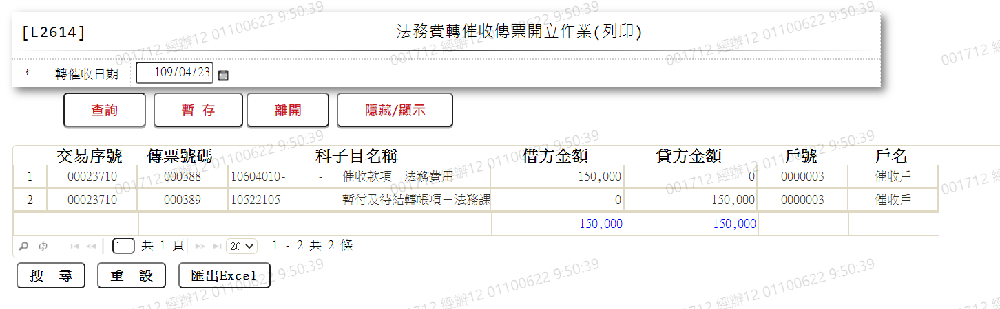 [L2614] 法務費轉催收傳票開立作業(列印)
* 轉催收日期 109/04/23
查詢 暫 存 離開 隱藏/顯示
交易序號 傳票號碼 科子目名稱 借方金額 貸方金額 戶號 戶名
1 00023710 000388 10604010- - 催收款項－法務費用 150,000 0 0000003 催收戶
2 00023710 000389 10522105- - 暫付及待結轉帳項－法務課 0 150,000 0000003 催收戶
150,000 150,000
1 共 1 頁 20 1 - 2 共 2 條
搜 尋 重 設 匯出Excel
001712 經辦12 01100622 9:50:39